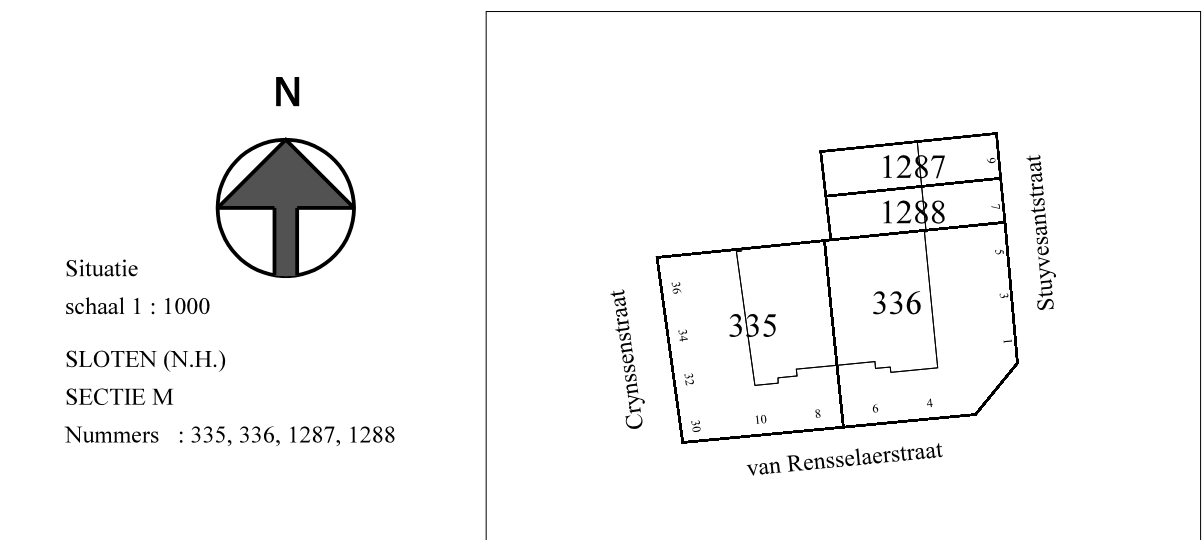 N
Situatie
schaal 1 : 1000
SLOTEN (N.H.)
SECTIE M
Nummers : 335, 336, 1287, 1288
1287
9
1288
7
Stuyvesantstraat
5
3
1
336
335
36
34
32
30
Crynssenstraat
10
8
6
4
van Rensselaerstraat